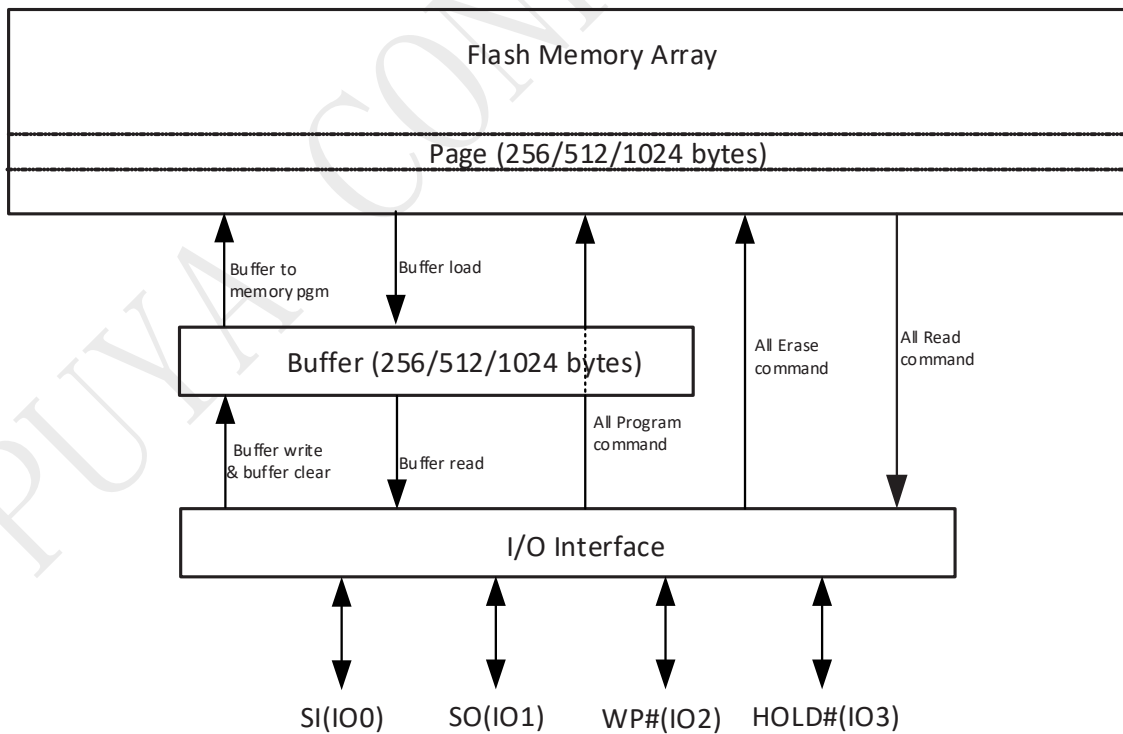 Flash Memory Array
Page (256/512/1024 bytes)
Buffer to
memory pgm
Buffer load
All Erase
command
All Read
command
Buffer (256/512/1024 bytes)
All Program
command
Buffer write
& buffer clear
Buffer read
I/O Interface
SI(IO0)
SO(IO1)
WP#(IO2)
HOLD#(IO3)
PUYA